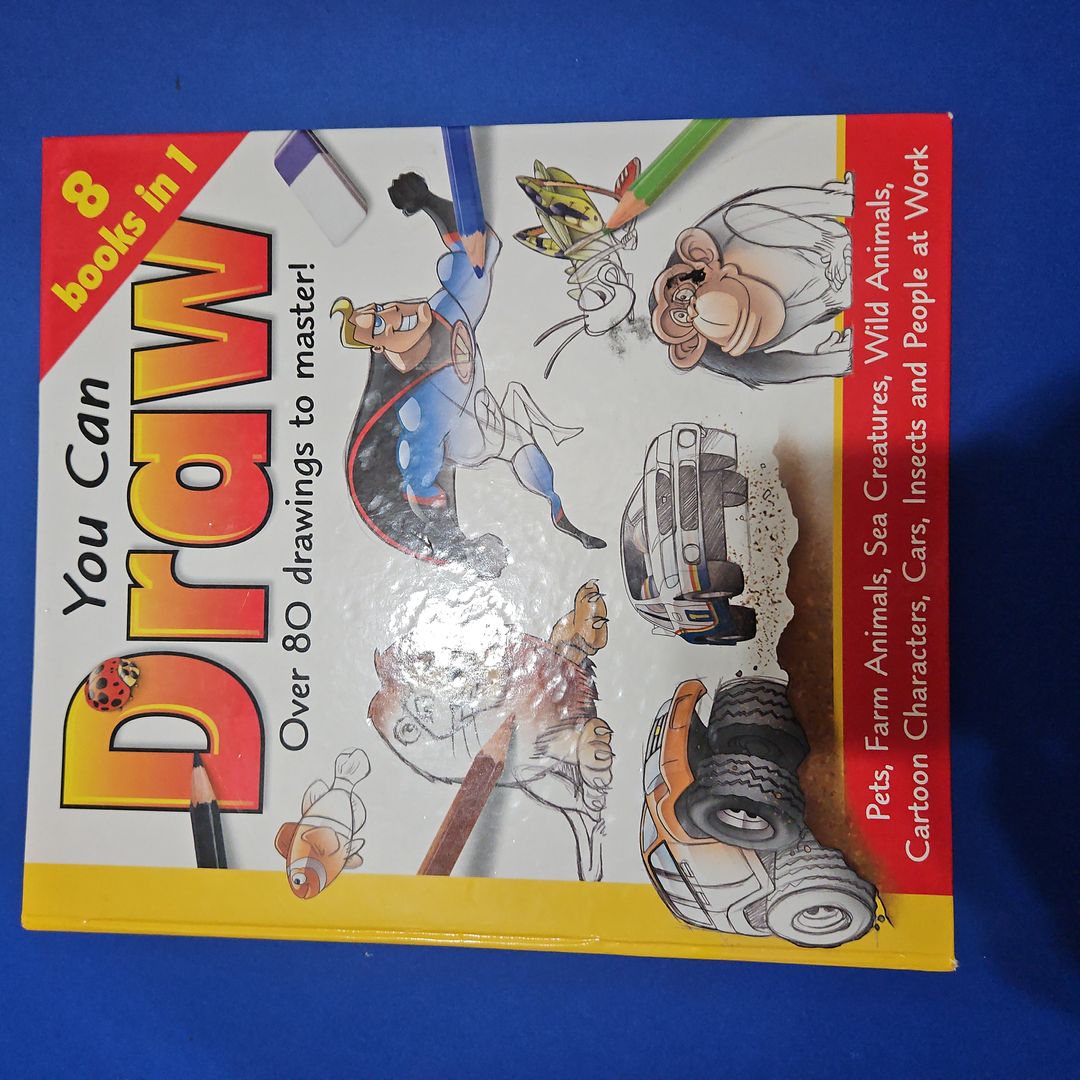 8
books in 1
You Can
Draw
Over 80 drawings to master!
Pets, Farm Animals, Sea Creatures, Wild Animals,
Cartoon Characters, Cars, Insects and People at Work